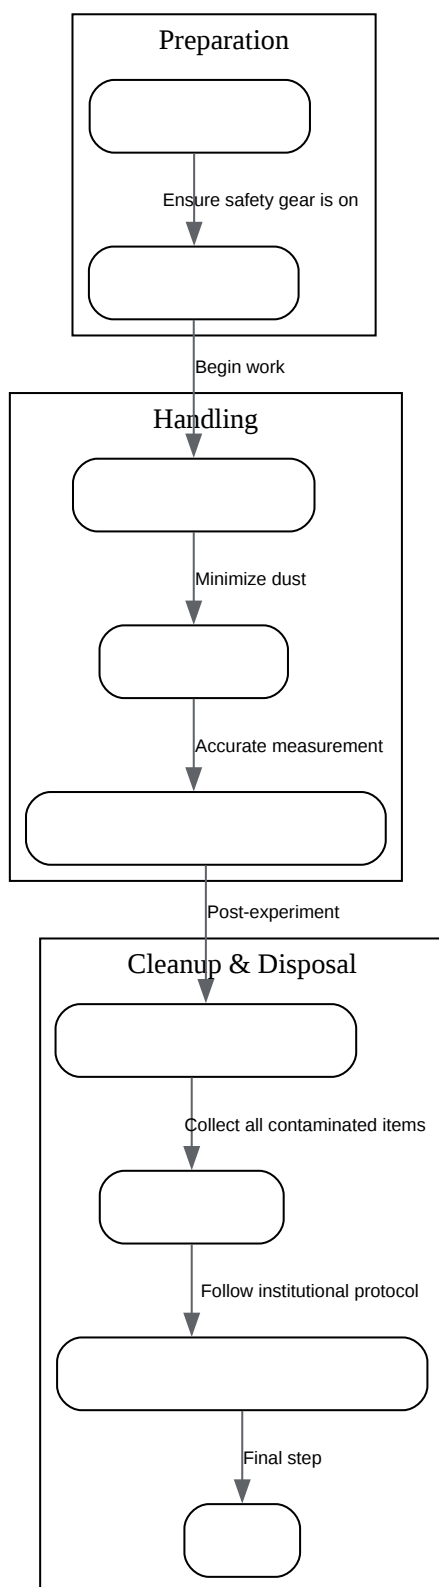 Preparation
Ensure safety gear is on
Begin work
Handling
Minimize dust
Accurate measurement
Post-experiment
Cleanup & Disposal
Collect all contaminated items
Follow institutional protocol
Final step